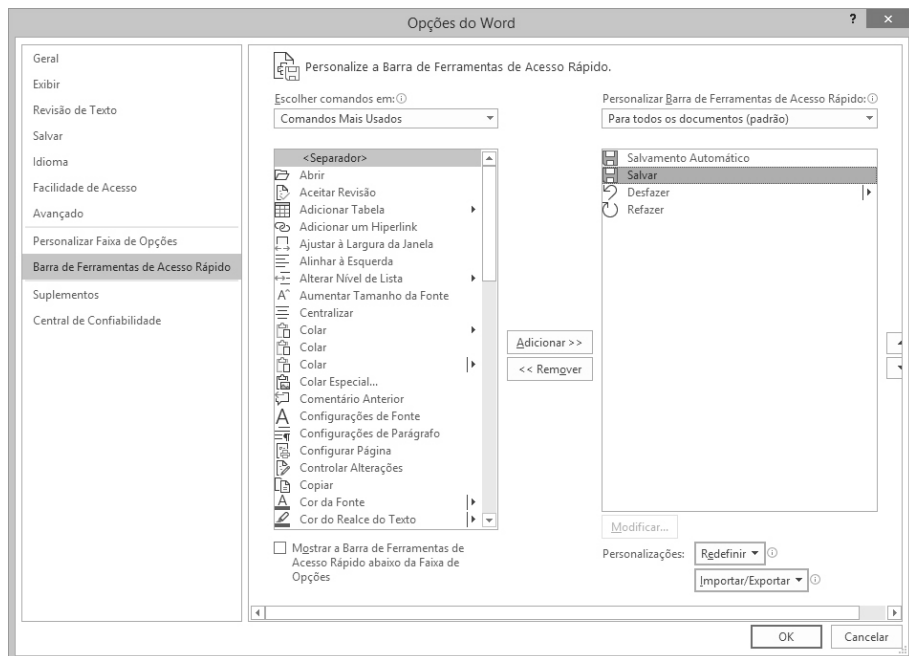 Opções do Word
?
×
Geral
Exibir
Revisão de Texto
Salvar
Idioma
Facilidade de Acesso
Avançado
Personalizar Faixa de Opções
Barra de Ferramentas de Acesso Rápido
Suplementos
Central de Confiabilidade
Personalize a Barra de Ferramentas de Acesso Rápido.
Escolher comandos em:
Comandos Mais Usados
<Separador>
Abrir
Aceitar Revisão
Adicionar Tabela
Adicionar um Hiperlink
Ajustar à Largura da Janela
Alinhar à Esquerda
Alterar Nível de Lista
Aumentar Tamanho da Fonte
Centralizar
Colar
Colar
Colar
Colar Especial...
Comentário Anterior
Configurações de Fonte
Configurações de Parágrafo
Configurar Página
Controlar Alterações
Copiar
Cor da Fonte
Cor do Realce do Texto
Mostrar a Barra de Ferramentas de
Acesso Rápido abaixo da Faixa de
Opções
Adicionar >>
<< Remover
Personalizar Barra de Ferramentas de Acesso Rápido:
Para todos os documentos (padrão)
Salvamento Automático
Salvar
Desfazer
Refazer
Modificar...
Personalizações:
Redefinir
Importar/Exportar
OK
Cancelar